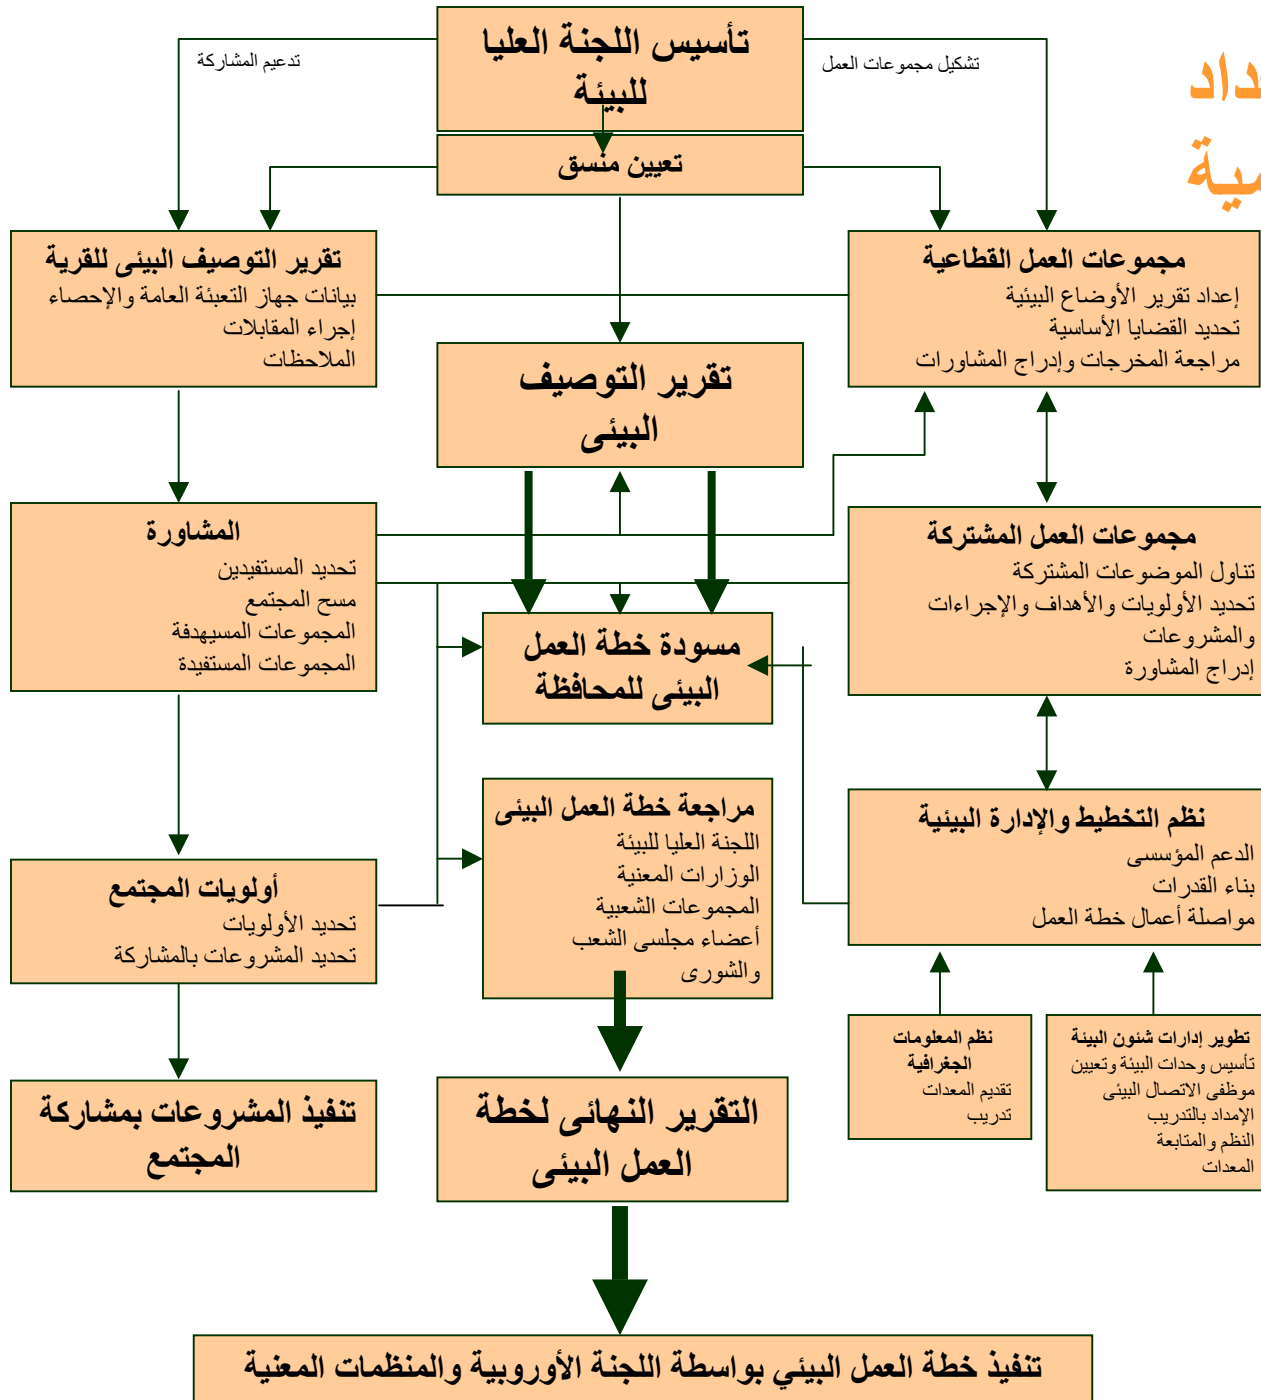 تأسيس اللجنة العليا
للبيئة
تشكيل مجموعات العمل
تدعيم المشاركة
تعيين منسق
مجموعات العمل القطاعية
إعداد تقرير الأوضاع البيئية
تحديد القضايا الأساسية
مراجعة المخرجات وإدراج المشاورات
تقرير التوصيف البيئى للقرية
بيانات جهاز التعبئة العامة والإحصاء
إجراء المقابلات
الملاحظات
تقرير التوصيف
البيئى
مجموعات العمل المشتركة
تناول الموضوعات المشتركة
تحديد الأولويات والأهداف والإجراءات
والمشروعات
إدراج المشاورة
المشاورة
تحديد المستفيدين
مسح المجتمع
المجموعات المسيهدفة
المجموعات المستفيدة
مسودة خطة العمل
البيئى للمحافظة
نظم التخطيط والإدارة البيئية
الدعم المؤسسى
بناء القدرات
مواصلة أعمال خطة العمل
مراجعة خطة العمل البيئى
اللجنة العليا للبيئة
الوزارات المعنية
المجموعات الشعبية
أعضاء مجلسى الشعب
والشورى
أولويات المجتمع
تحديد الأولويات
تحديد المشروعات بالمشاركة
تطوير إدارات شئون البيئة
تأسيس وحدات البيئة وتعيين
موظفى الاتصال البيئى
الإمداد بالتدريب
النظم والمتابعة
المعدات
نظم المعلومات
الجغرافية
تقديم المعدات
تدريب
التقرير النهائى لخطة
العمل البيئى
تنفيذ المشروعات بمشاركة
المجتمع
تنفيذ خطة العمل البيئي بواسطة اللجنة الأوروبية والمنظمات المعنية